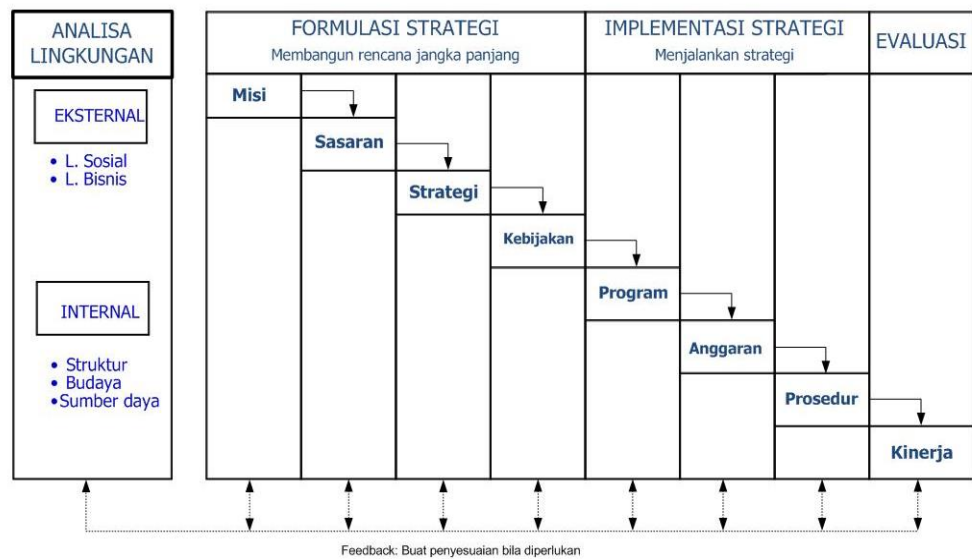 ANALISA
LINGKUNGAN
EKSTERNAL
• L. Sosial
• L. Bisnis
INTERNAL
• Struktur
• Budaya
•Sumber daya
FORMULASI STRATEGI
Membangun rencana jangka panjang
IMPLEMENTASI STRATEGI
Menjalankan strategi
EVALUASI
Misi
Sasaran
Strategi
Kebijakan
Program
Anggaran
Prosedur
Kinerja
Feedback: Buat penyesuaian bila diperlukan